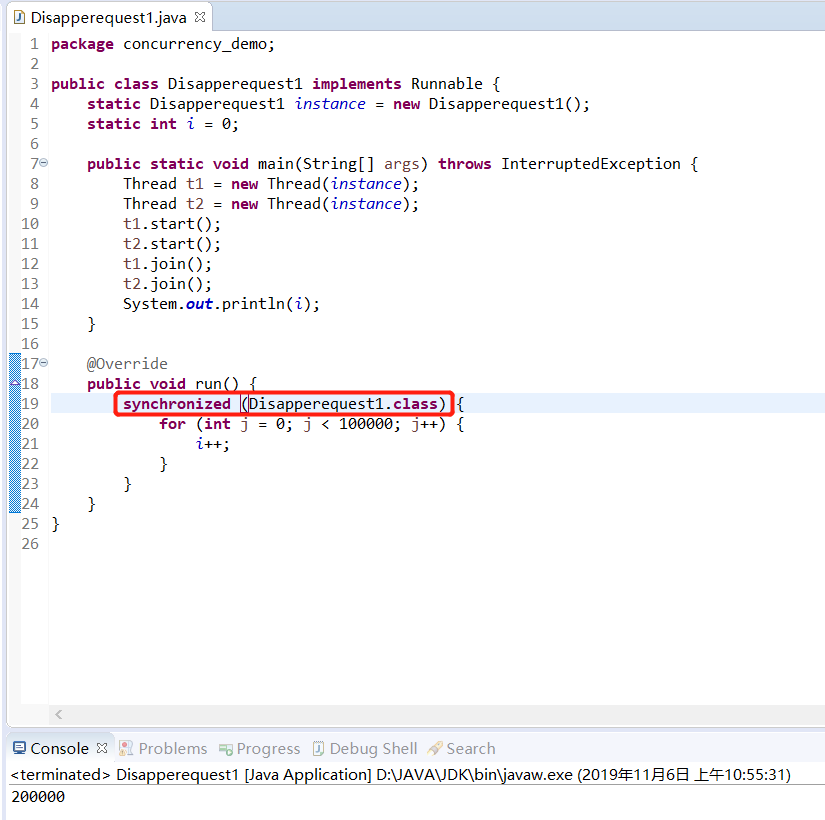 Disapperequest1.java
1 package concurrency_demo;
2
3 public class Disapperequest1 implements Runnable {
4     static Disapperequest1 instance = new Disapperequest1();
5     static int i = 0;
6
7     public static void main(String[] args) throws InterruptedException {
8         Thread t1 = new Thread(instance);
9         Thread t2 = new Thread(instance);
10         t1.start();
11         t2.start();
12         t1.join();
13         t2.join();
14         System.out.println(i);
15     }
16
17     @Override
18     public void run() {
19         synchronized (Disapperequest1.class) {
20             for (int j = 0; j < 100000; j++) {
21                 i++;
22             }
23         }
24     }
25 }
26
Console Problems Progress Debug Shell Search
<terminated> Disapperequest1 [Java Application] D:\JAVA\JDK\bin\javaw.exe (2019年11月6日 上午10:55:31)
200000